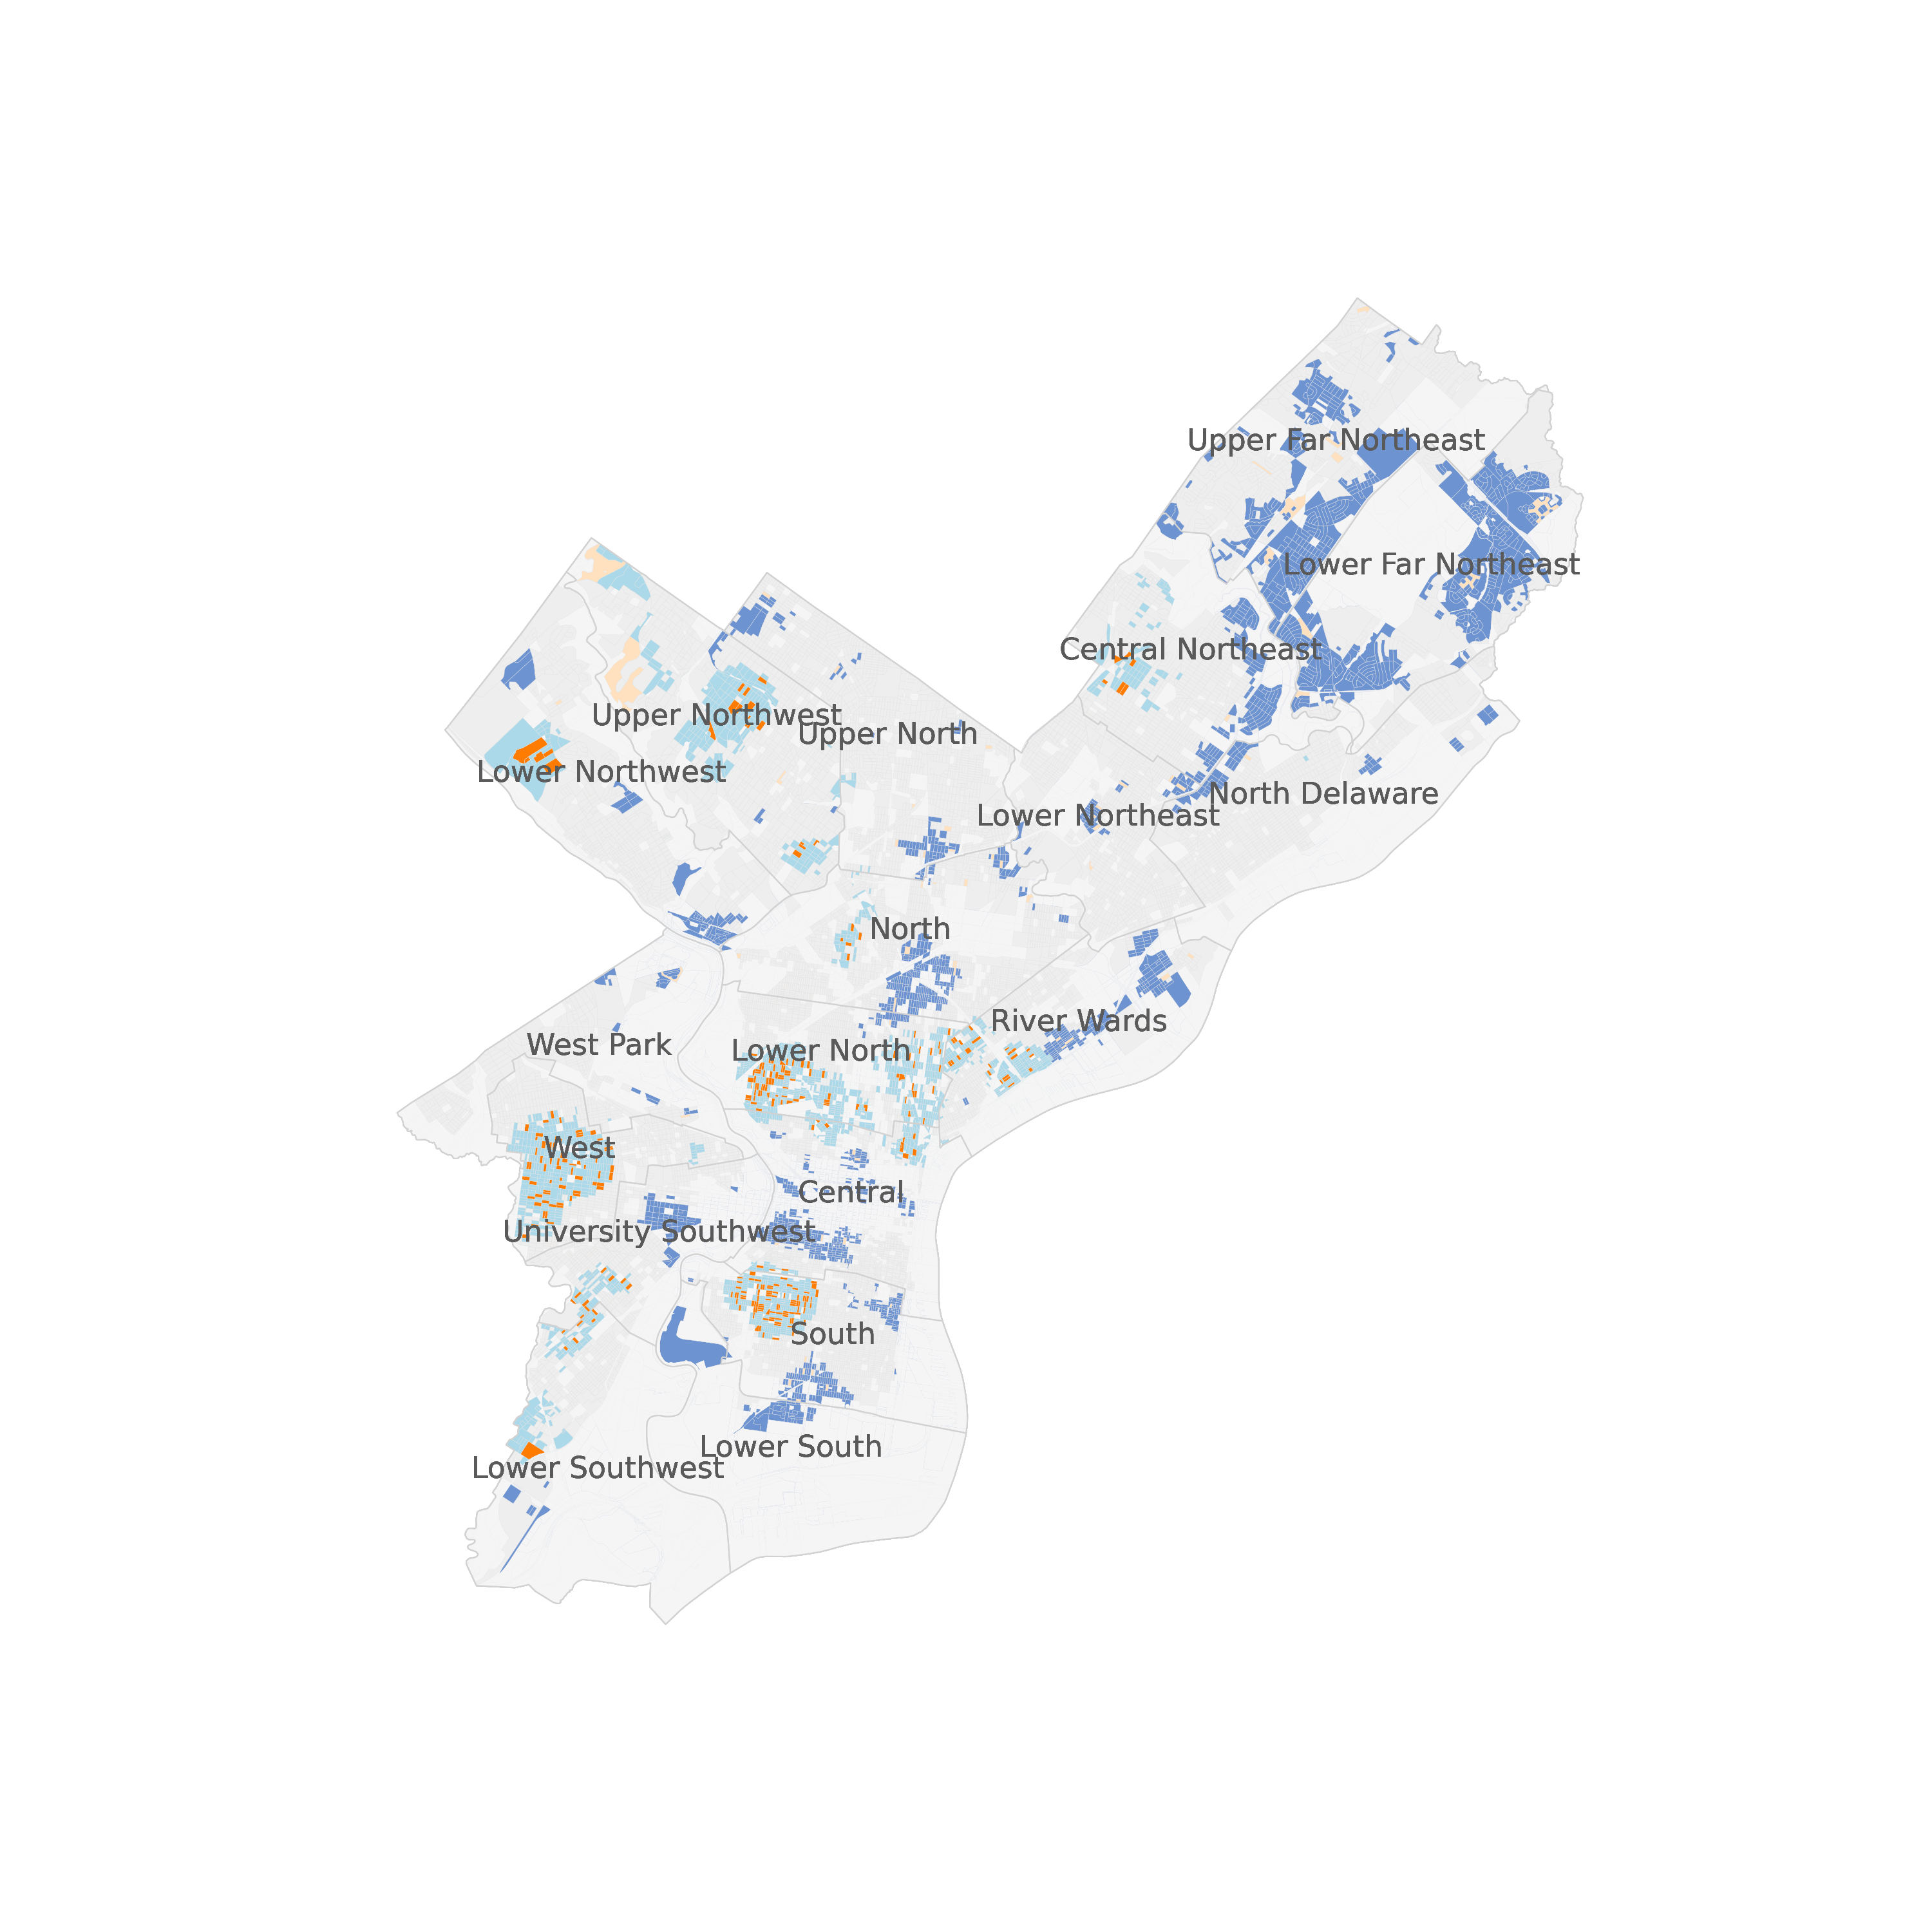 Upper Far Northeast
Lower Far Northeast
Central Northeast
Upper Northwest
Upper North
Lower Northwest
North Delaware
Lower Northeast
North
River Wards
West Park
Lower North
West
Central
University Southwest
South
Lower South
Lower Southwest